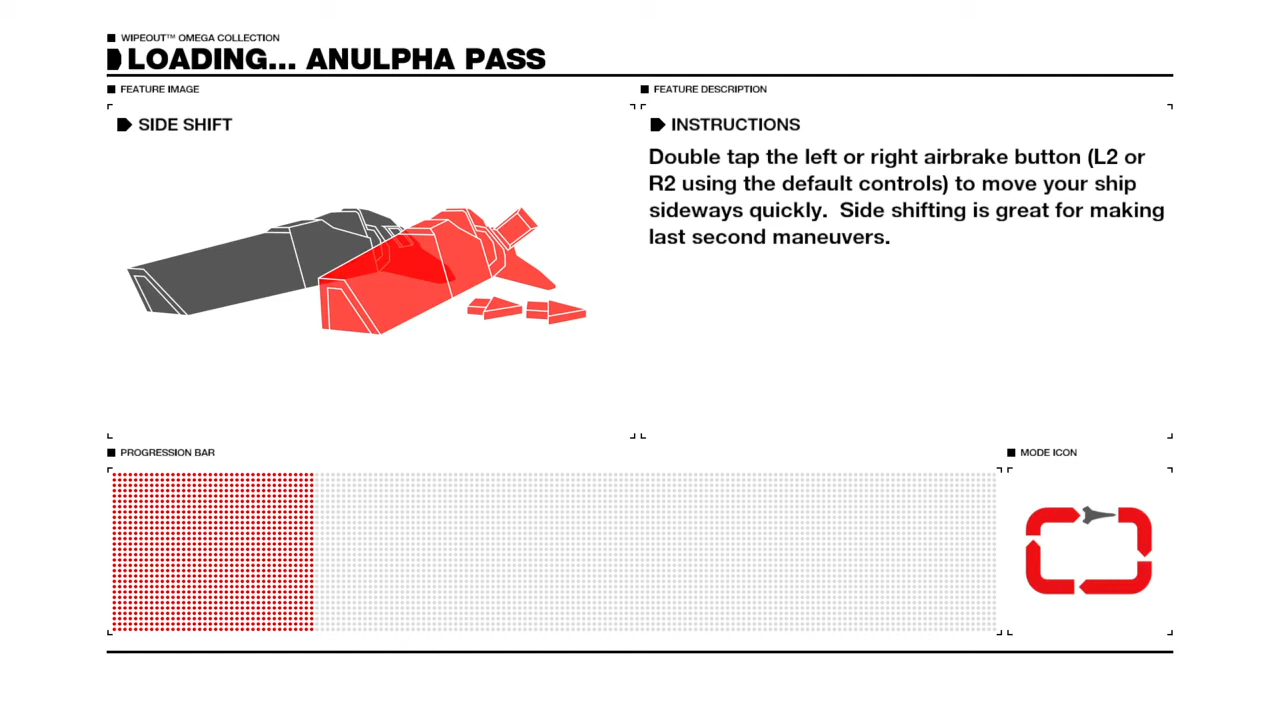 WIPEOUT™ OMEGA COLLECTION
LOADING... ANULPHA PASS
FEATURE IMAGE
SIDE SHIFT
FEATURE DESCRIPTION
INSTRUCTIONS
Double tap the left or right airbrake button (L2 or
R2 using the default controls) to move your ship
sideways quickly.  Side shifting is great for making
last second maneuvers.
PROGRESSION BAR
MODE ICON